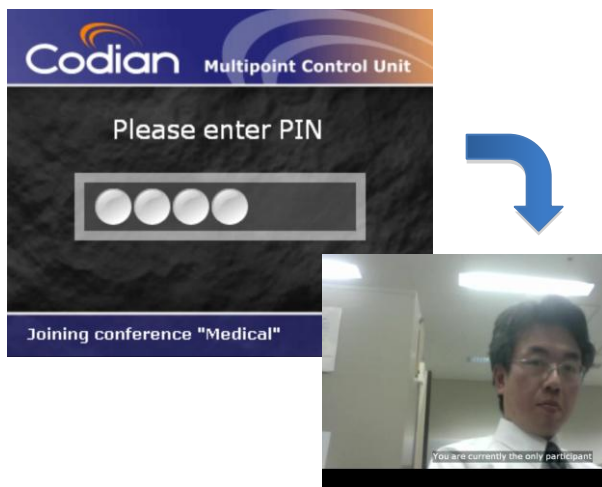 Codian Multipoint Control Unit
Please enter PIN
Joining conference "Medical"
You are currently the only participant